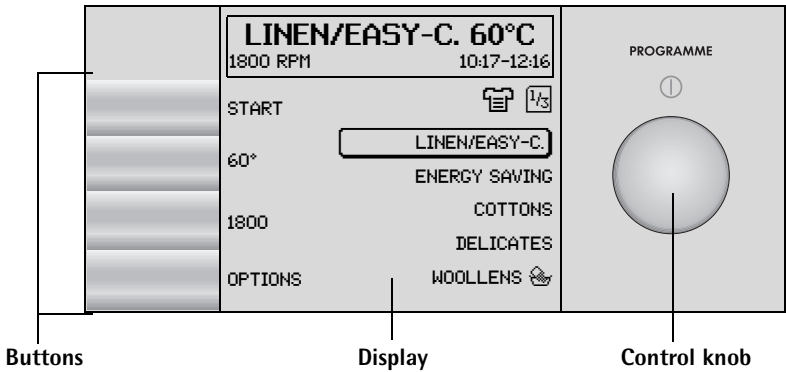 LINEN/EASY-C. 60°C
1800 RPM 10:17-12:16
PROGRAMME
START 1/3
LINEN/EASY-C.
60°
ENERGY SAVING
COTTONS
1800
DELICATES
OPTIONS WOOLLENS
Buttons Display Control knob